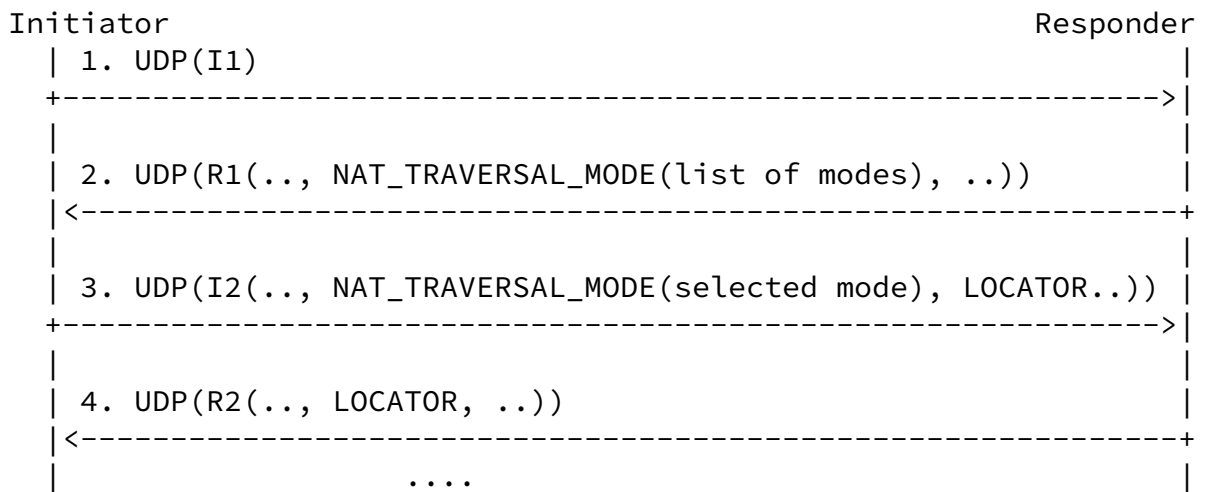 Initiator Responder
| 1. UDP(I1) |
+------------------------------------------------------------->|
| |
| 2. UDP(R1(.., NAT_TRAVERSAL_MODE(list of modes), ..)) |
|<-------------------------------------------------------------+
| |
| 3. UDP(I2(.., NAT_TRAVERSAL_MODE(selected mode), LOCATOR..)) |
+------------------------------------------------------------->|
| |
| 4. UDP(R2(.., LOCATOR, ..)) |
|<-------------------------------------------------------------+
| .... |